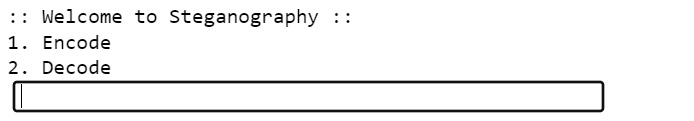 :: Welcome to Steganography ::
1. Encode
2. Decode